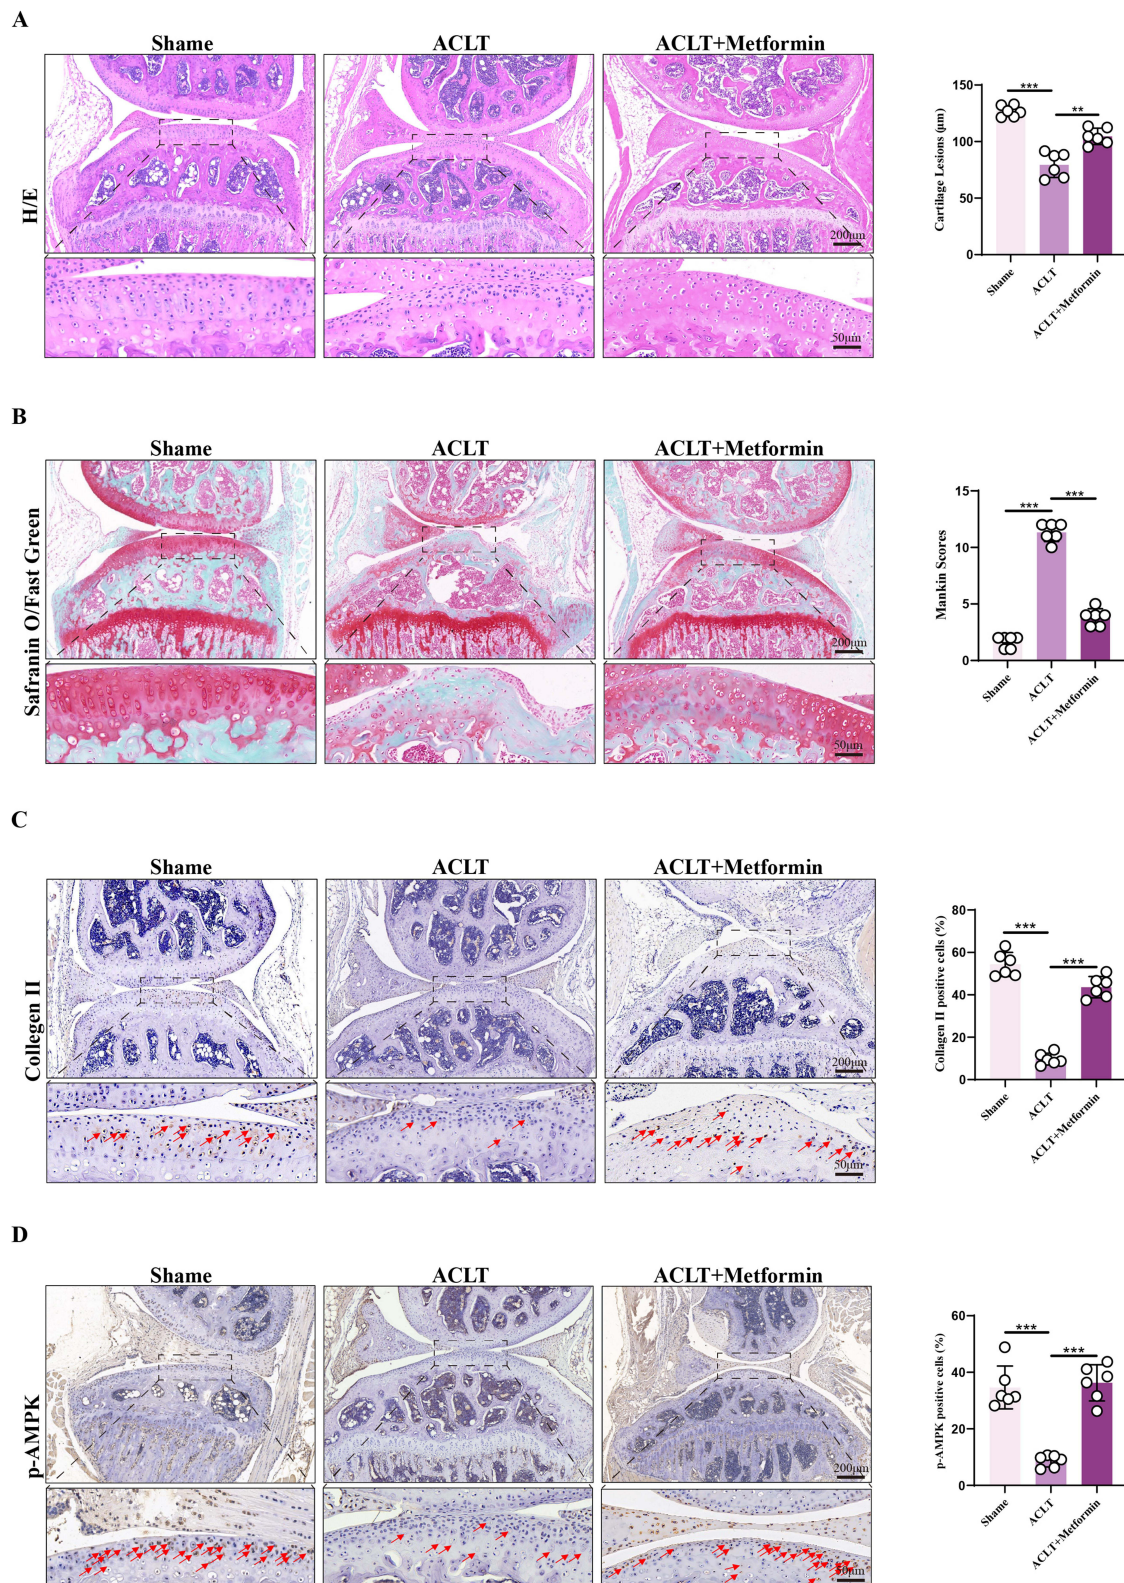 A
Shame ACLT ACLT+Metformin
H/E
200μm
50μm
Cartilage Lesions (μm)
150
100
50
0
***
**
Shame
ACLT
ACLT+Metformin
B
Shame ACLT ACLT+Metformin
Safranin O/Fast Green
200μm
50μm
Mankin Scores
15
10
5
0
***
***
Shame
ACLT
ACLT+Metformin
C
Shame ACLT ACLT+Metformin
Collegen II
200μm
50μm
Collagen II positive cells (%)
80
60
40
20
0
***
***
Shame
ACLT
ACLT+Metformin
D
Shame ACLT ACLT+Metformin
p-AMPK
200μm
50μm
p-AMPK positive cells (%)
60
40
20
0
***
***
Shame
ACLT
ACLT+Metformin